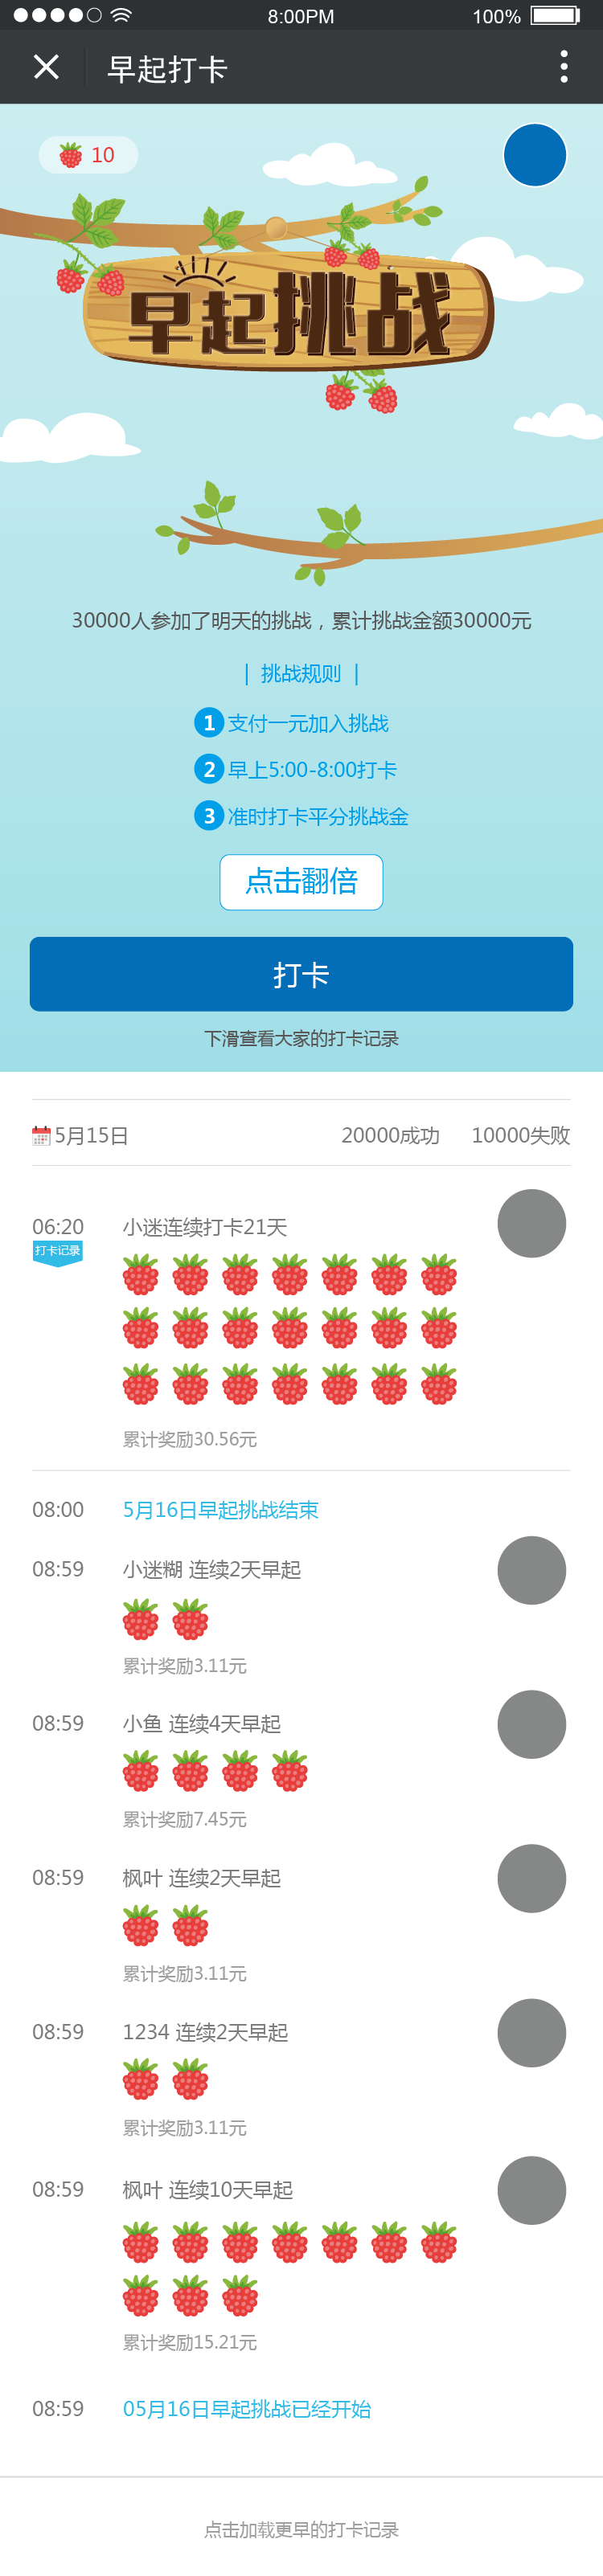 8:00PM
100%
早起打卡
10
早起挑战
30000人参加了明天的挑战，累计挑战金额30000元
| 挑战规则 |
1 支付一元加入挑战
2 早上5:00-8:00打卡
3 准时打卡平分挑战金
点击翻倍
打卡
下滑查看大家的打卡记录
5月15日 20000成功 10000失败
06:20 小迷连续打卡21天
打卡记录
累计奖励30.56元
08:00 5月16日早起挑战结束
08:59 小迷糊 连续2天早起
累计奖励3.11元
08:59 小鱼 连续4天早起
累计奖励7.45元
08:59 枫叶 连续2天早起
累计奖励3.11元
08:59 1234 连续2天早起
累计奖励3.11元
08:59 枫叶 连续10天早起
累计奖励15.21元
08:59 05月16日早起挑战已经开始
点击加载更早的打卡记录